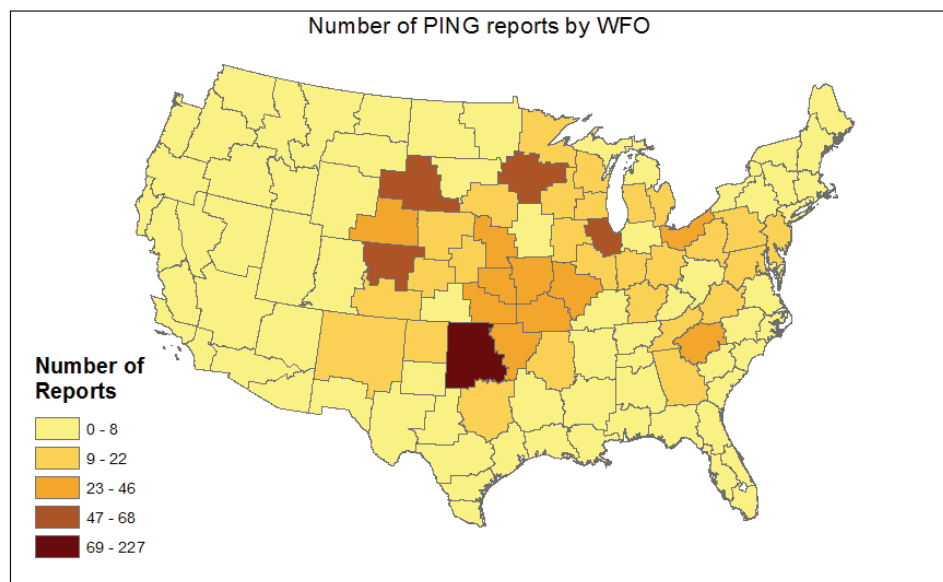 Number of PING reports by WFO
Number of
Reports
0 - 8
9 - 22
23 - 46
47 - 68
69 - 227